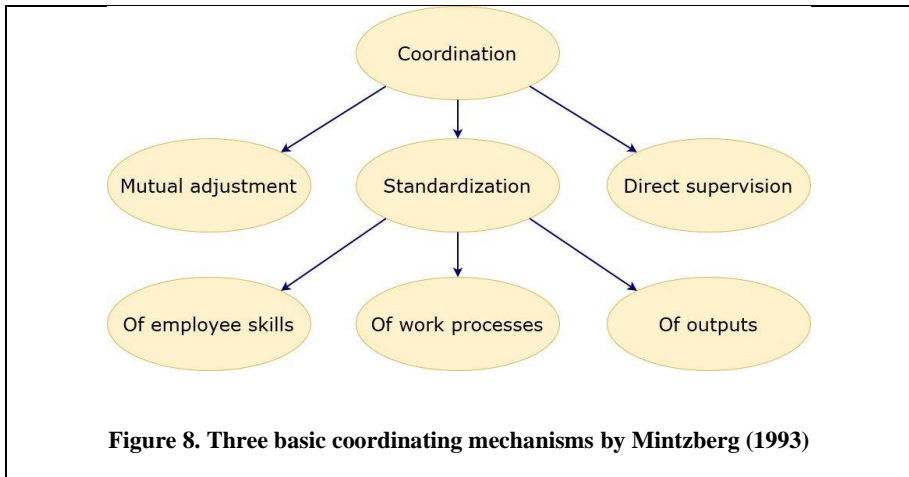 Coordination
Mutual adjustment
Standardization
Direct supervision
Of employee skills
Of work processes
Of outputs
Figure 8. Three basic coordinating mechanisms by Mintzberg (1993)